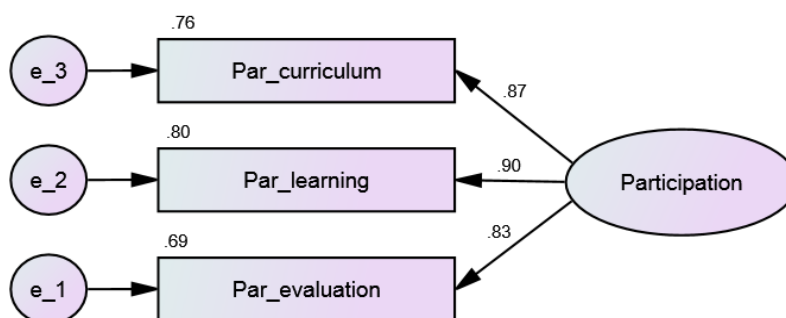 .76
e_3
Par_curriculum
.87
.80
e_2
Par_learning
.90
Participation
.69
.83
e_1
Par_evaluation